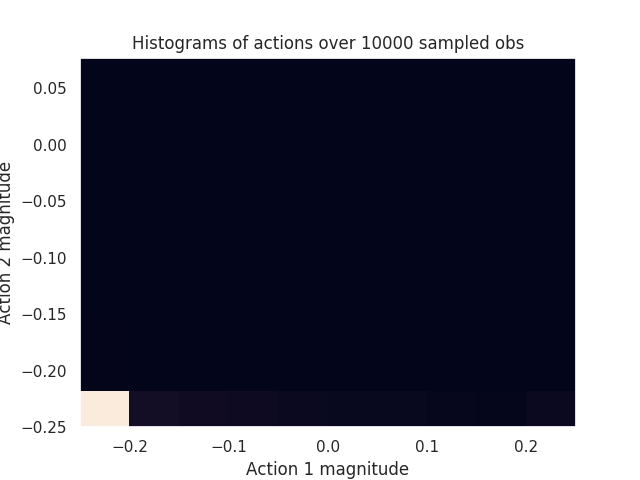 Histograms of actions over 10000 sampled obs
0.05
0.00
−0.05
−0.10
−0.15
−0.20
−0.25
Action 2 magnitude
−0.2 −0.1 0.0 0.1 0.2
Action 1 magnitude